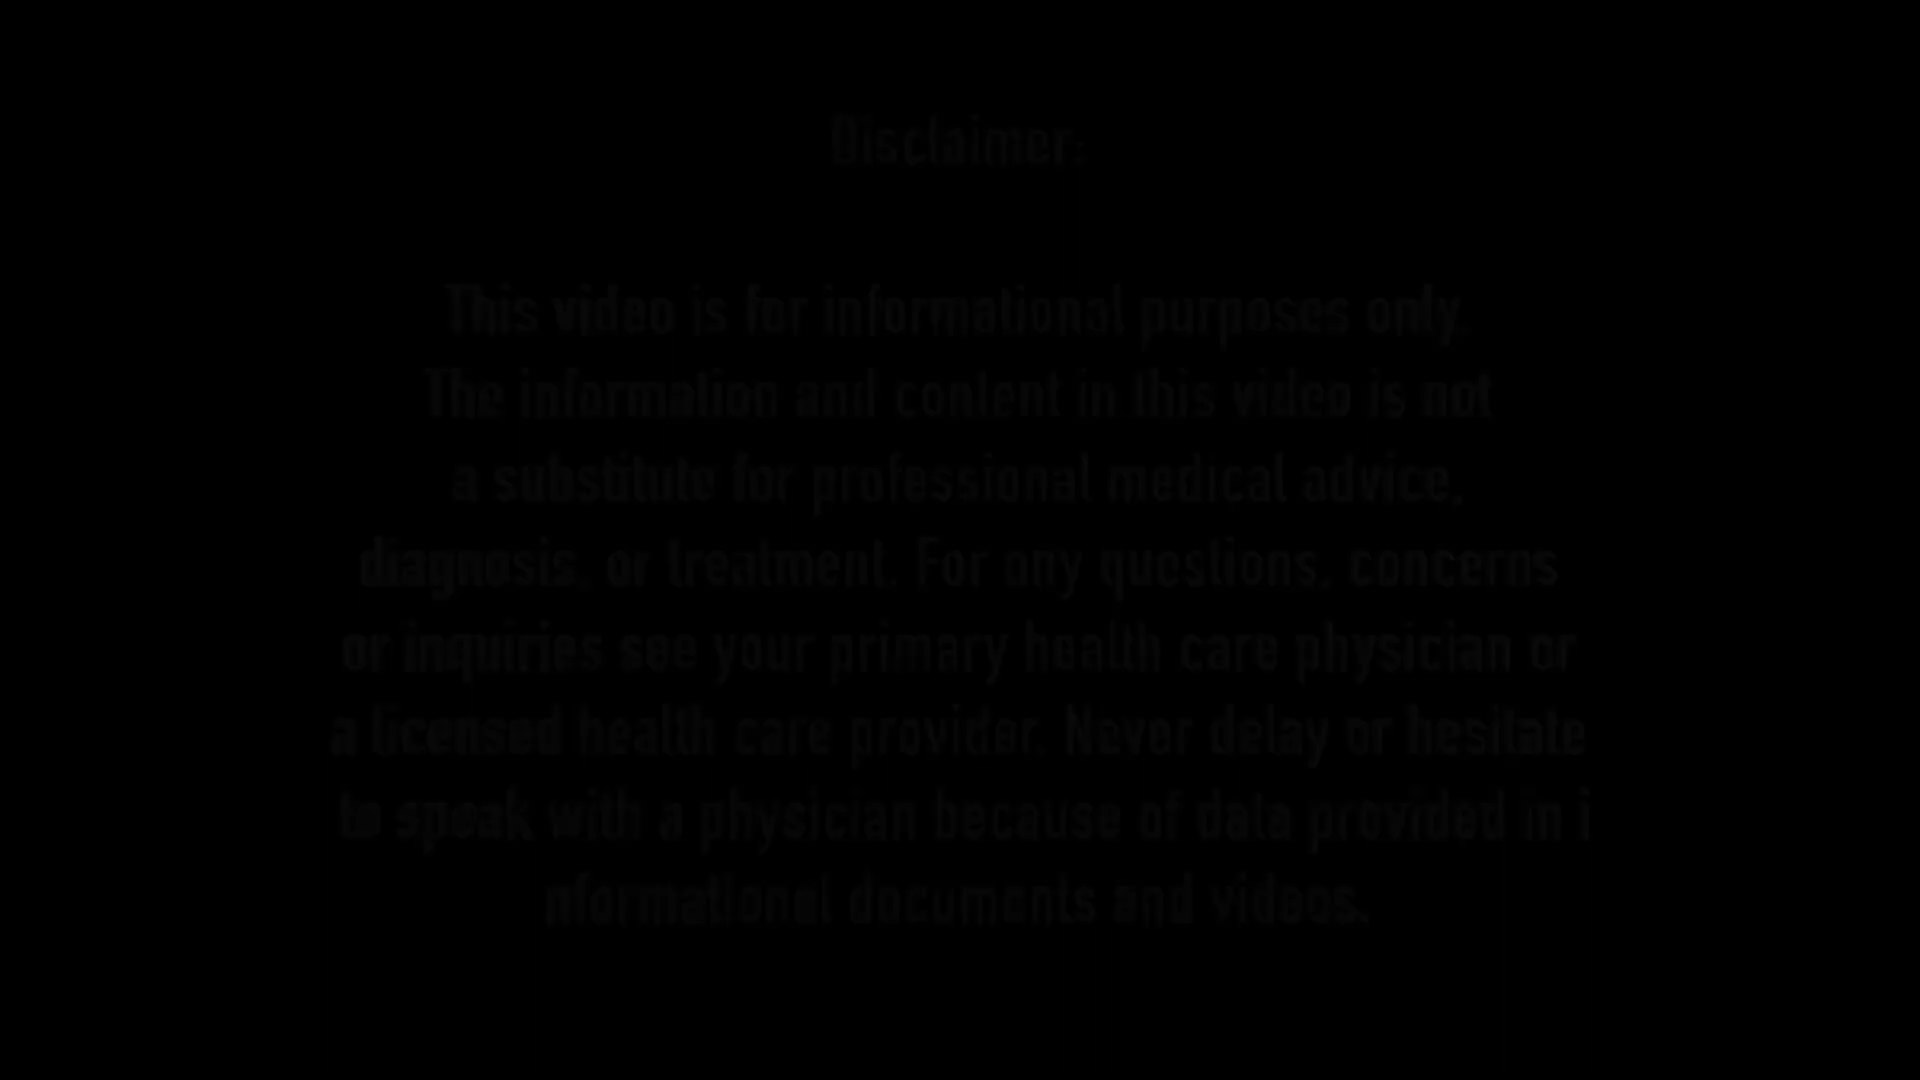 Disclaimer:
This video is for informational purposes only.
The information and content in this video is not
a substitute for professional medical advice,
diagnosis, or treatment. For any questions, concerns
or inquiries see your primary health care physician or
a licensed health care provider. Never delay or hesitate
to speak with a physician because of data provided in i
nformational documents and videos.